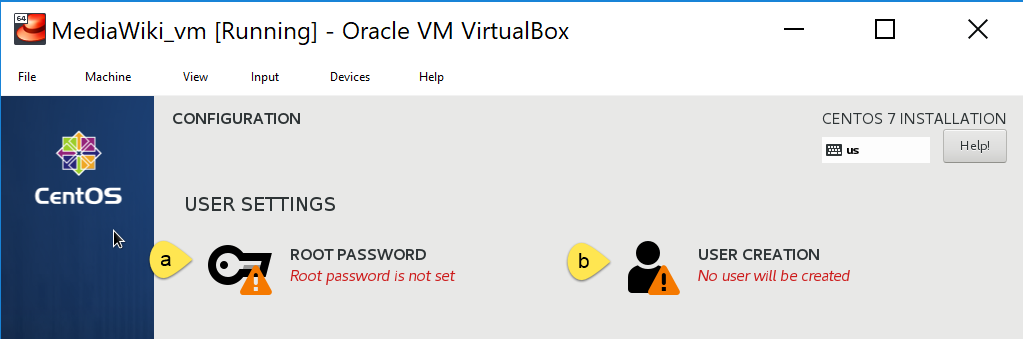 64
MediaWiki_vm [Running] - Oracle VM VirtualBox
File Machine View Input Devices Help
CentOS
CONFIGURATION
CENTOS 7 INSTALLATION
us
Help!
USER SETTINGS
a
ROOT PASSWORD
Root password is not set
b
USER CREATION
No user will be created